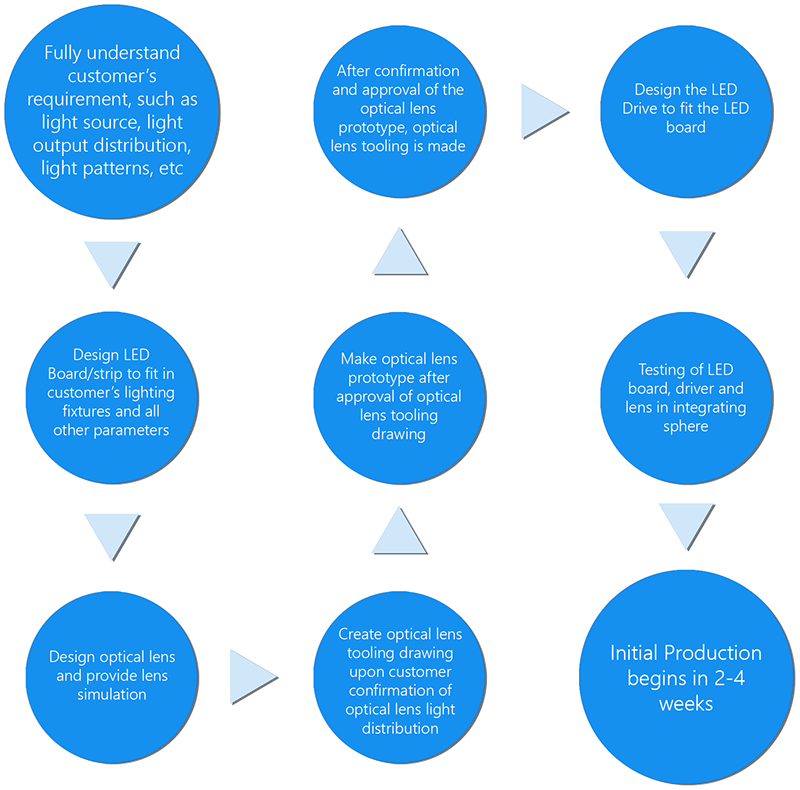 Fully understand
customer's
requirement, such as
light source, light
output distribution,
light patterns, etc
Design LED
Board/strip to fit in
customer's lighting
fixtures and all
other parameters
Design optical lens
and provide lens
simulation
Create optical lens
tooling drawing
upon customer
confirmation of
optical lens light
distribution
Make optical lens
prototype after
approval of optical
lens tooling
drawing
After confirmation
and approval of the
optical lens
prototype, optical
lens tooling is made
Design the LED
Drive to fit the LED
board
Testing of LED
board, driver and
lens in integrating
sphere
Initial Production
begins in 2-4
weeks